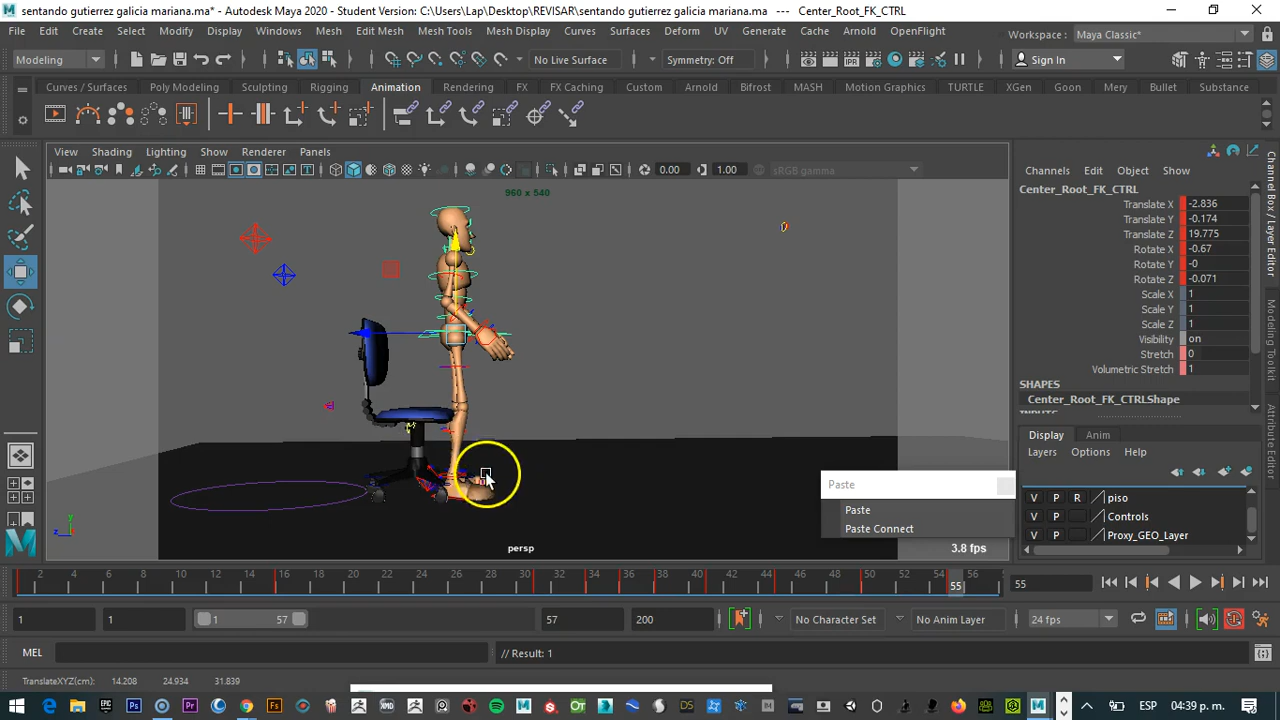 sentando gutierrez galicia mariana.ma* - Autodesk Maya 2020 - Student Version: C:\Users\Lap\Desktop\REVISAR\sentando gutierrez galicia mariana.ma --- Center_Root_FK_CTRL
File Edit Create Select Modify Display Windows Mesh Edit Mesh Mesh Tools Mesh Display Curves Surfaces Deform UV Generate Cache Arnold OpenFlight
Workspace : Maya Classic*
Modeling No Live Surface Symmetry: Off Sign In
Curves / Surfaces Poly Modeling Sculpting Rigging Animation Rendering FX FX Caching Custom Arnold Bifrost MASH Motion Graphics TURTLE XGen Goon Mery Bullet Substance
View Shading Lighting Show Renderer Panels
0.00 1.00 sRGB gamma
960 x 540
Channels Edit Object Show
Center_Root_FK_CTRL
Translate X -2.836
Translate Y -0.174
Translate Z 19.775
Rotate X -0.67
Rotate Y -0
Rotate Z -0.071
Scale X 1
Scale Y 1
Scale Z 1
Visibility on
Stretch 0
Volumetric Stretch 1
SHAPES
Center_Root_FK_CTRLShape
Channel Box / Layer Editor
Modeling Toolkit
Attribute Editor
Display Anim
Layers Options Help
V P R piso
V P Controls
V P Proxy_GEO_Layer
Paste
Paste
Paste Connect
3.8 fps
persp
y
z
2 4 6 8 10 12 14 16 18 20 22 24 26 28 30 32 34 36 38 40 42 44 46 48 50 52 54 55 56
55
1 1 1 57 57 200 No Character Set No Anim Layer 24 fps
MEL // Result: 1
TranslateXYZ(cm): 14.208 24.934 31.839
ESP 04:39 p. m.